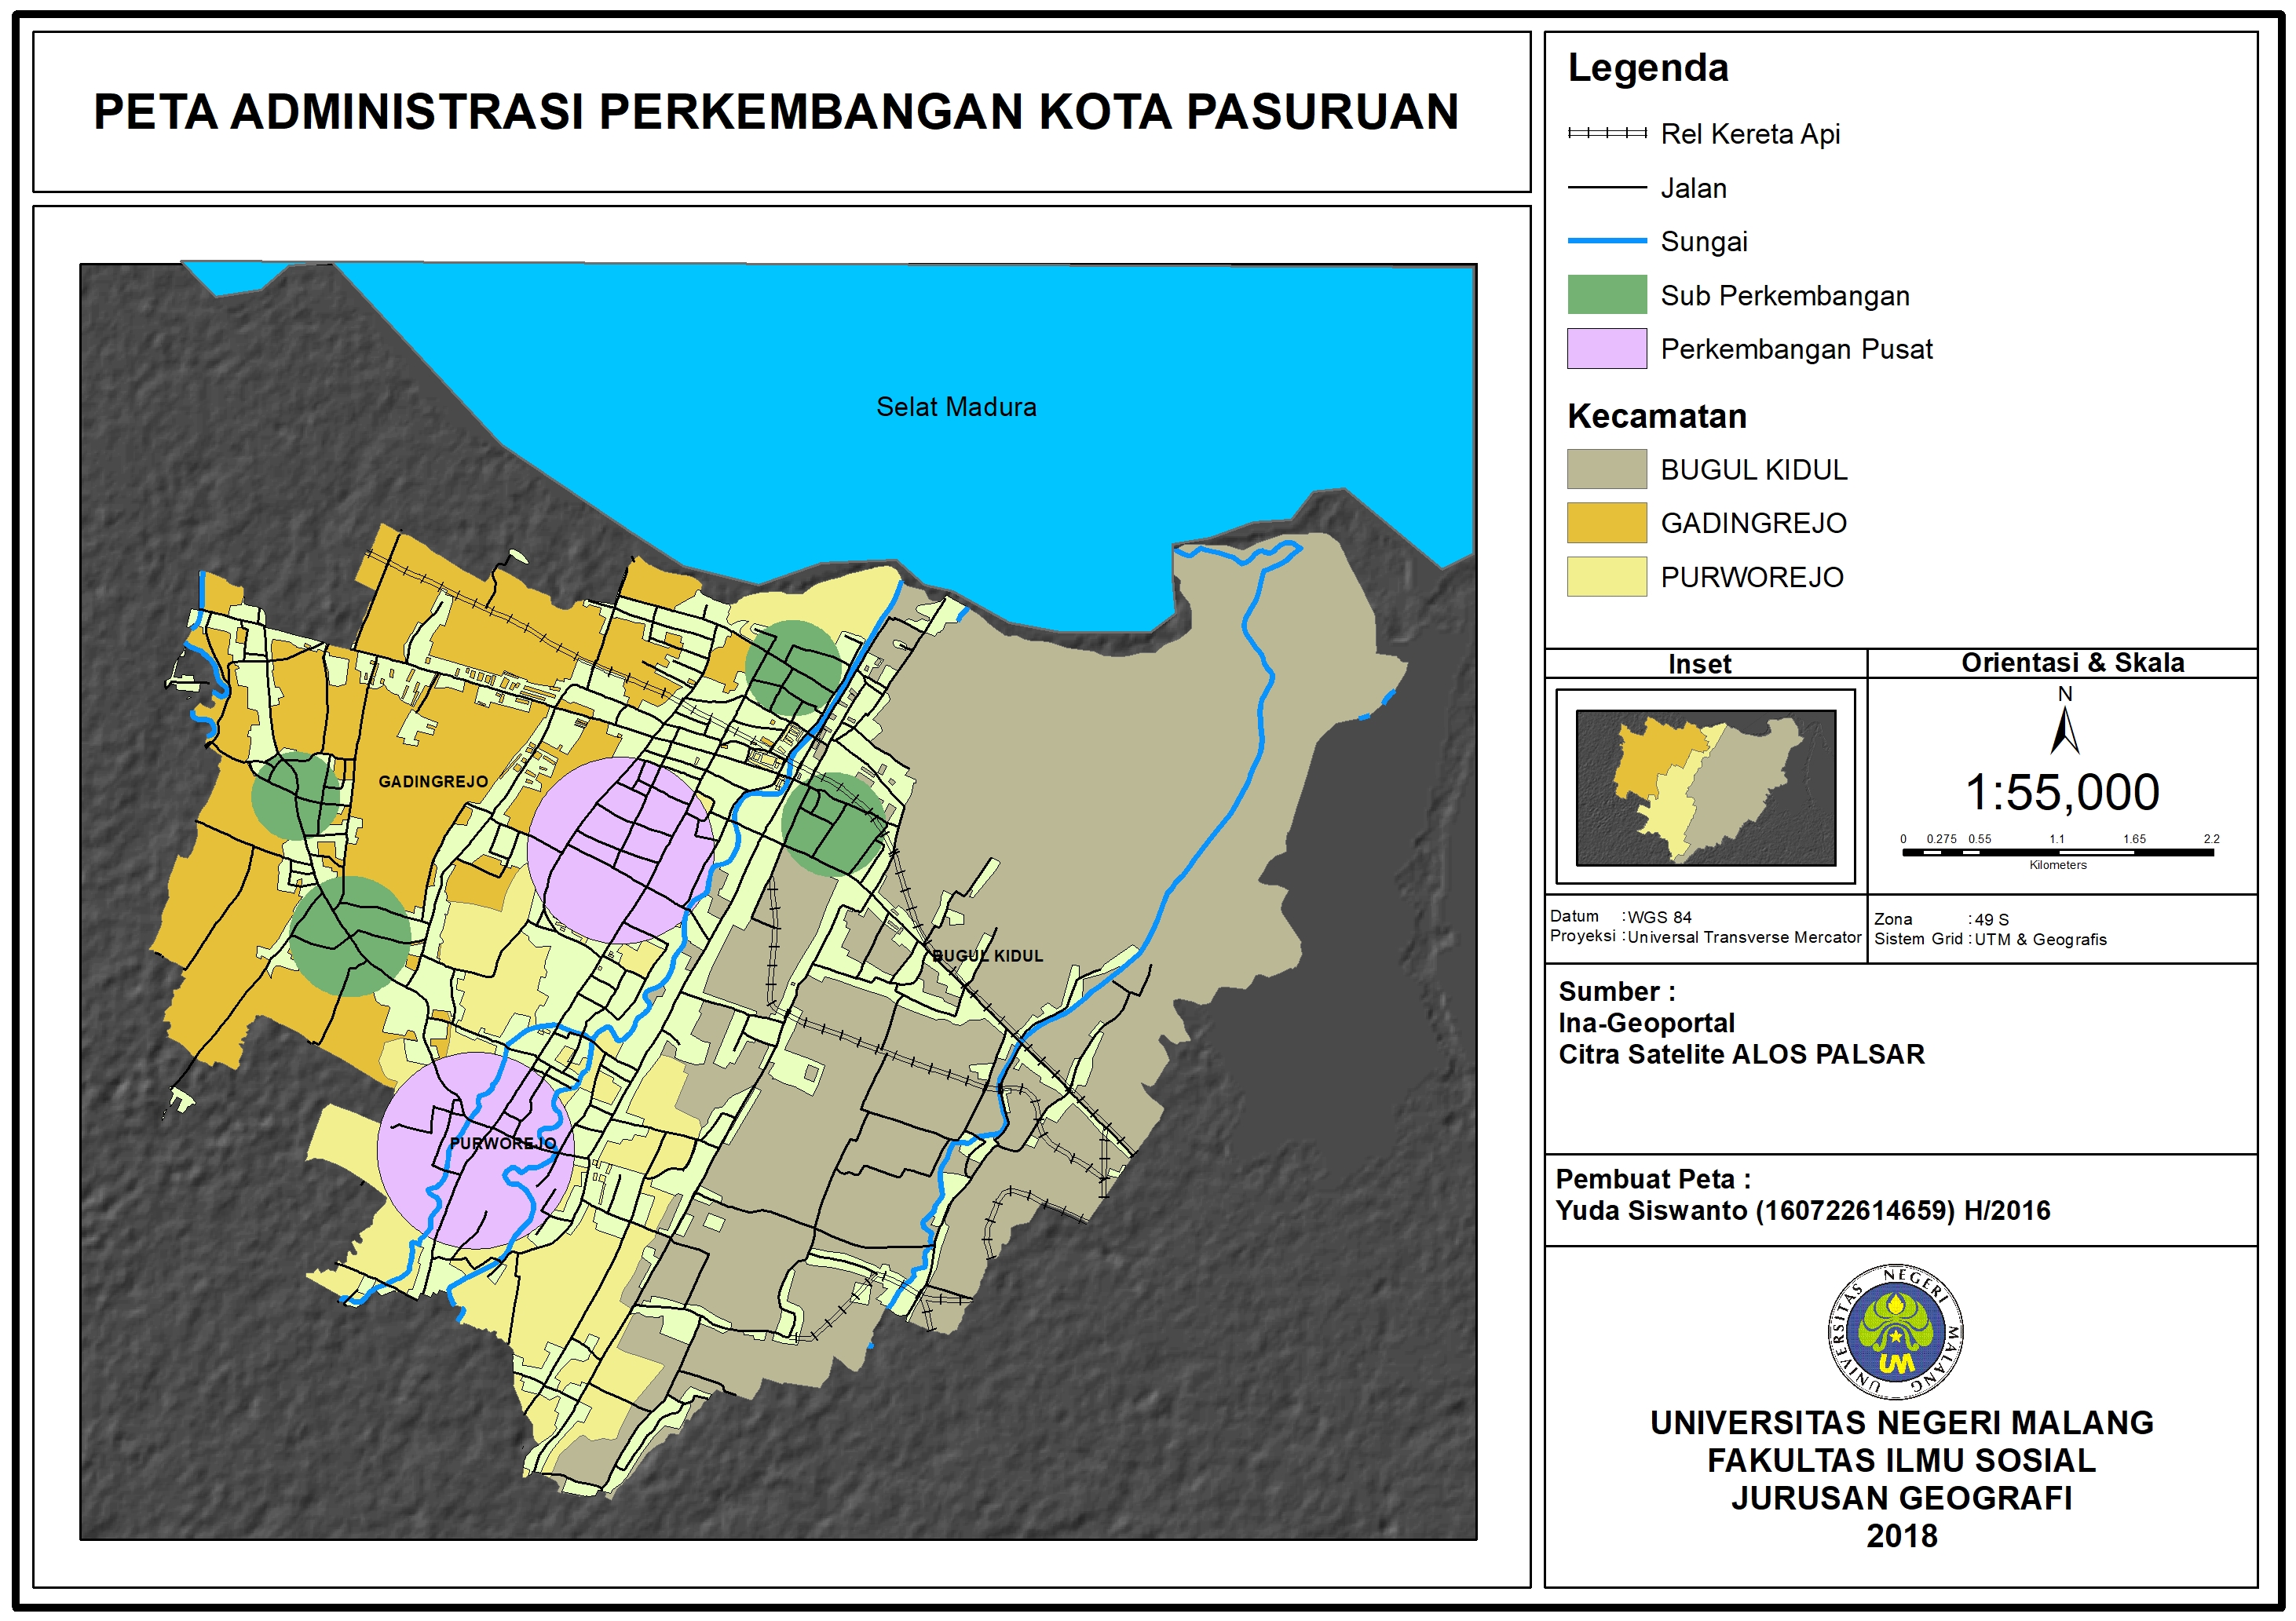 PETA ADMINISTRASI PERKEMBANGAN KOTA PASURUAN
Selat Madura
GADINGREJO
BUGUL KIDUL
PURWOREJO
Legenda
Rel Kereta Api
Jalan
Sungai
Sub Perkembangan
Perkembangan Pusat
Kecamatan
BUGUL KIDUL
GADINGREJO
PURWOREJO
Inset
Orientasi & Skala
N
1:55,000
0 0.275 0.55 1.1 1.65 2.2
Kilometers
Datum :WGS 84
Proyeksi :Universal Transverse Mercator
Zona :49 S
Sistem Grid :UTM & Geografis
Sumber :
Ina-Geoportal
Citra Satelite ALOS PALSAR
Pembuat Peta :
Yuda Siswanto (160722614659) H/2016
UNIVERSITAS NEGERI MALANG
UM
UNIVERSITAS NEGERI MALANG
FAKULTAS ILMU SOSIAL
JURUSAN GEOGRAFI
2018